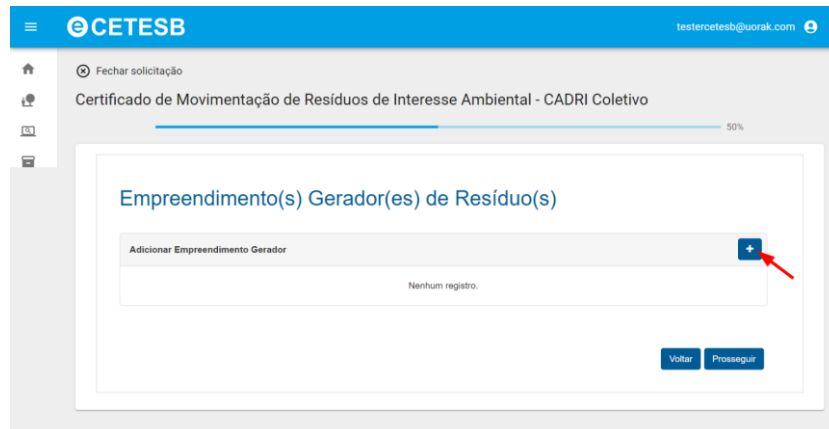 eCETESB
testercetesb@uorak.com
Fechar solicitação
Certificado de Movimentação de Resíduos de Interesse Ambiental - CADRI Coletivo
50%
Empreendimento(s) Gerador(es) de Resíduo(s)
Adicionar Empreendimento Gerador
+
Nenhum registro.
Voltar Prosseguir